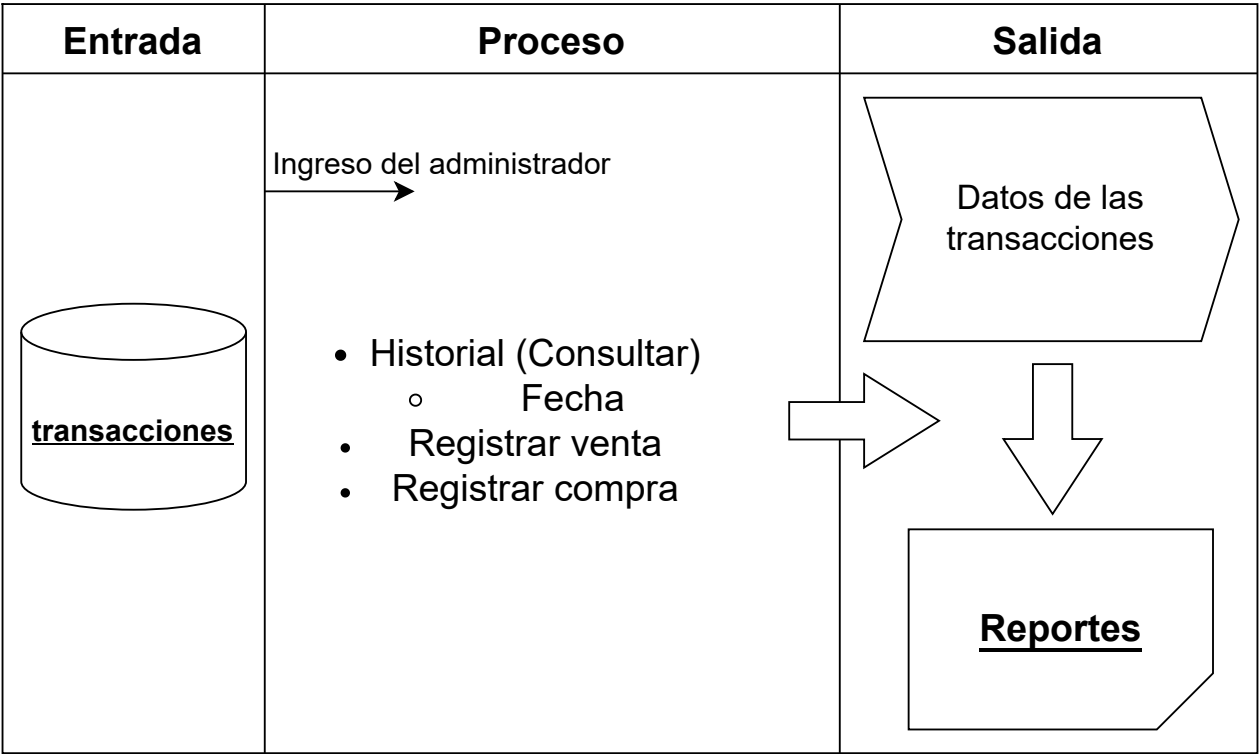 Entrada
Proceso
Salida
transacciones
Ingreso del administrador
• Historial (Consultar)
○ Fecha
• Registrar venta
• Registrar compra
Datos de las
transacciones
Reportes